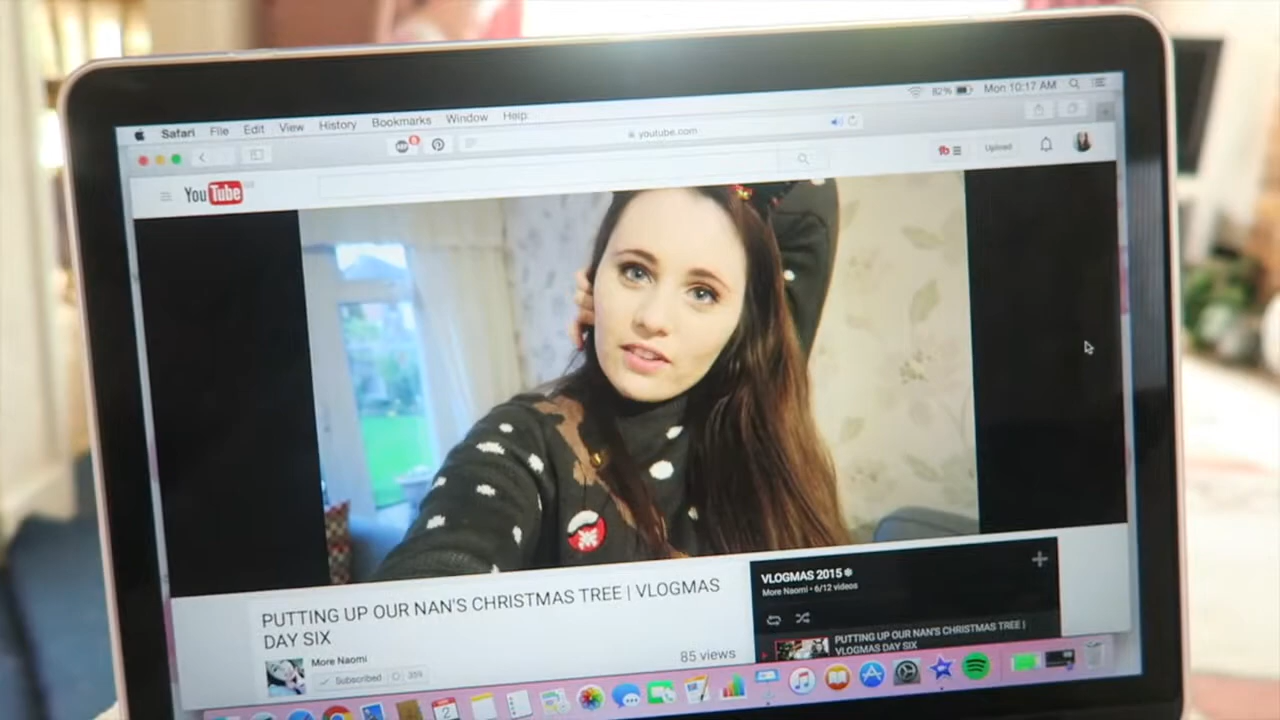 Safari File Edit View History Bookmarks Window Help 82% Mon 10:17 AM
youtube.com
YouTube Upload
PUTTING UP OUR NAN'S CHRISTMAS TREE | VLOGMAS
DAY SIX
More Naomi
Subscribed 359
85 views
VLOGMAS 2015❄
More Naomi • 6/12 videos
PUTTING UP OUR NAN'S CHRISTMAS TREE |
VLOGMAS DAY SIX
2